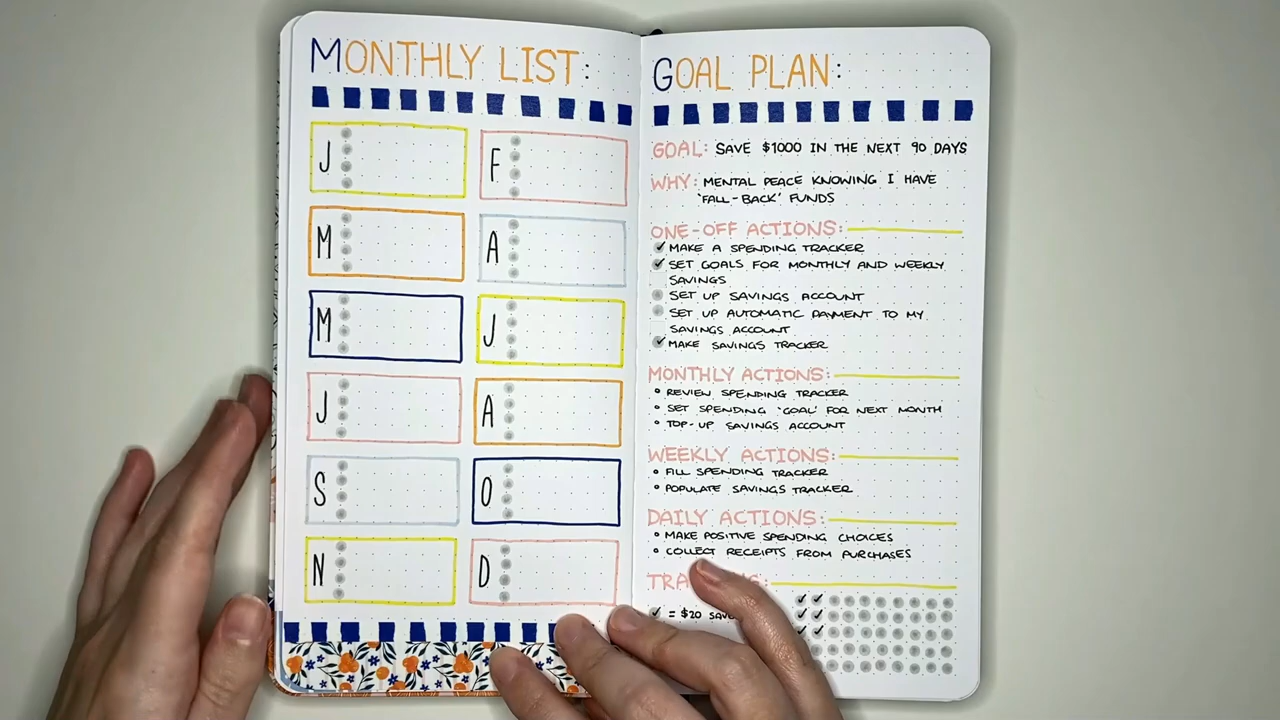 MONTHLY LIST:
J
F
M
A
M
J
J
A
S
O
N
D
GOAL PLAN:
GOAL: SAVE $1000 IN THE NEXT 90 DAYS
WHY: MENTAL PEACE KNOWING I HAVE
'FALL-BACK' FUNDS
ONE-OFF ACTIONS:
✓ MAKE A SPENDING TRACKER
✓ SET GOALS FOR MONTHLY AND WEEKLY
SAVINGS
SET UP SAVINGS ACCOUNT
SET UP AUTOMATIC PAYMENT TO MY
SAVINGS ACCOUNT
✓ MAKE SAVINGS TRACKER
MONTHLY ACTIONS:
• REVIEW SPENDING TRACKER
• SET SPENDING 'GOAL' FOR NEXT MONTH
• TOP-UP SAVINGS ACCOUNT
WEEKLY ACTIONS:
• FILL SPENDING TRACKER
• POPULATE SAVINGS TRACKER
DAILY ACTIONS:
• MAKE POSITIVE SPENDING CHOICES
• COLLECT RECEIPTS FROM PURCHASES
✓ = $20